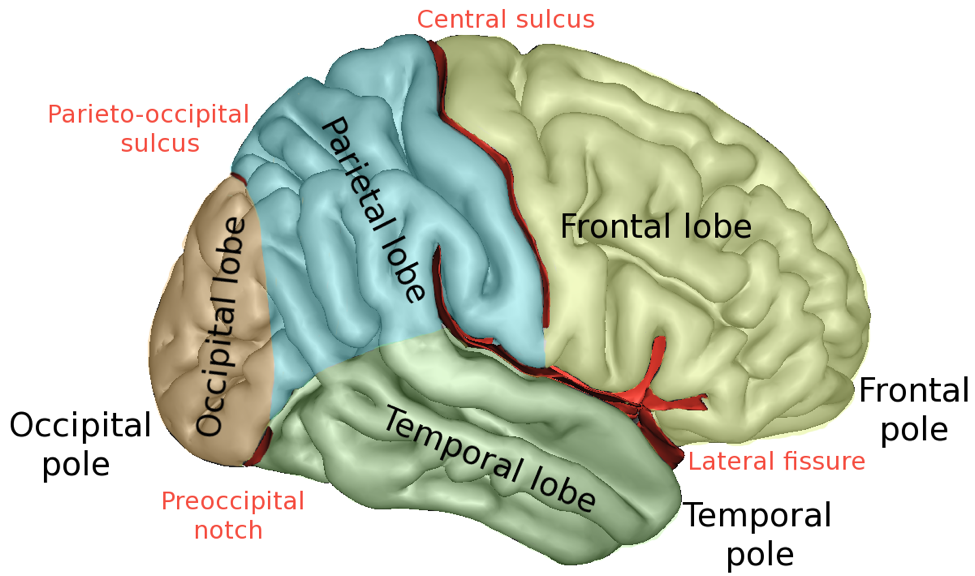 Central sulcus
Parieto-occipital
sulcus
Parietal lobe
Frontal lobe
Occipital lobe
Frontal
pole
Occipital
pole
Temporal lobe
Lateral fissure
Preoccipital
notch
Temporal
pole